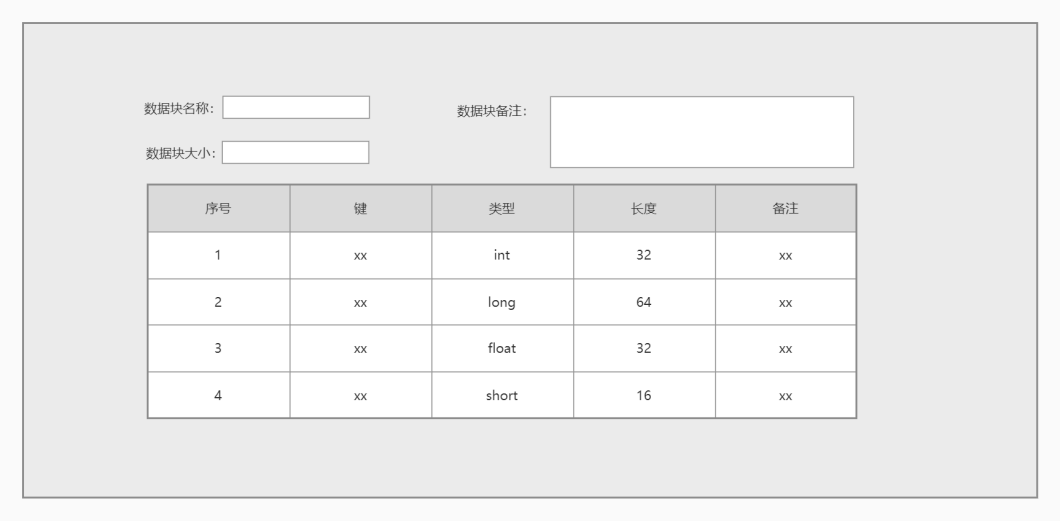 数据块名称： 数据块备注：
数据块大小：
序号 键 类型 长度 备注
1 xx int 32 xx
2 xx long 64 xx
3 xx float 32 xx
4 xx short 16 xx